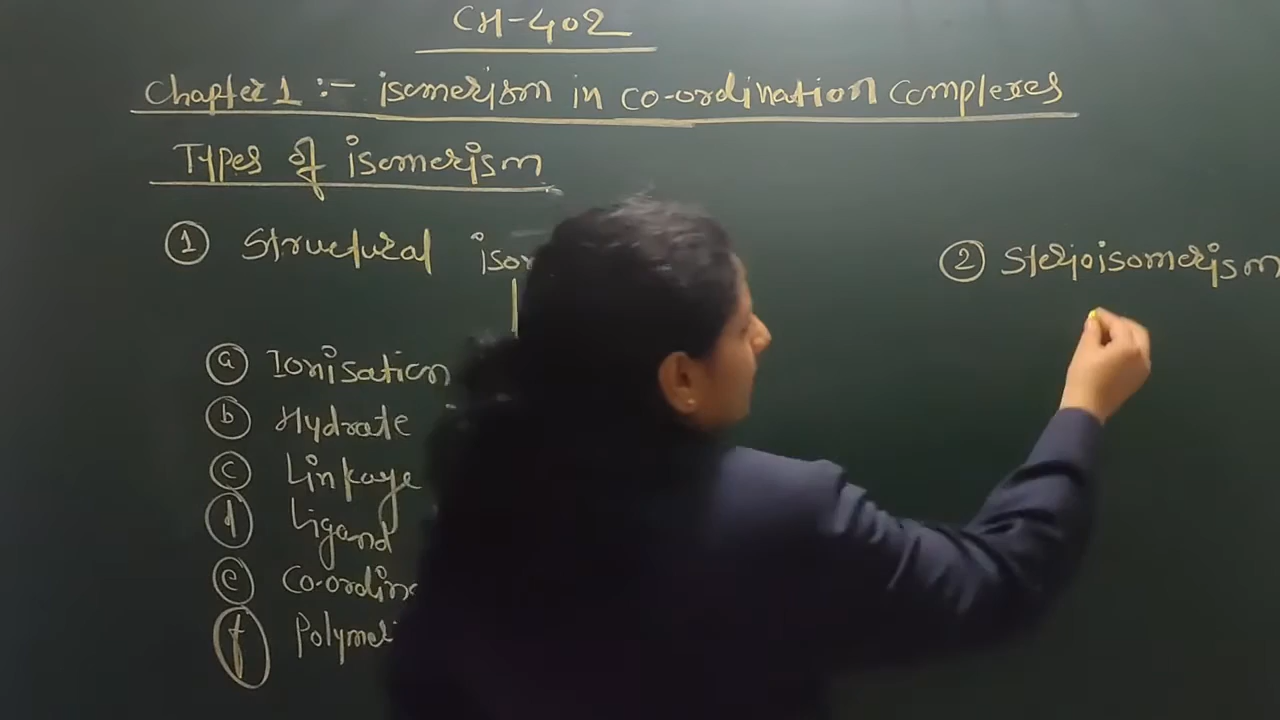 CH-402
Chapter 1 :- isomerism in co-ordination complexes
Types of isomerism
① Structural
② Sterioisomerism
ⓐ Ionisation
ⓑ Hydrate
ⓒ Linkage
ⓓ Ligand
ⓔ
ⓕ